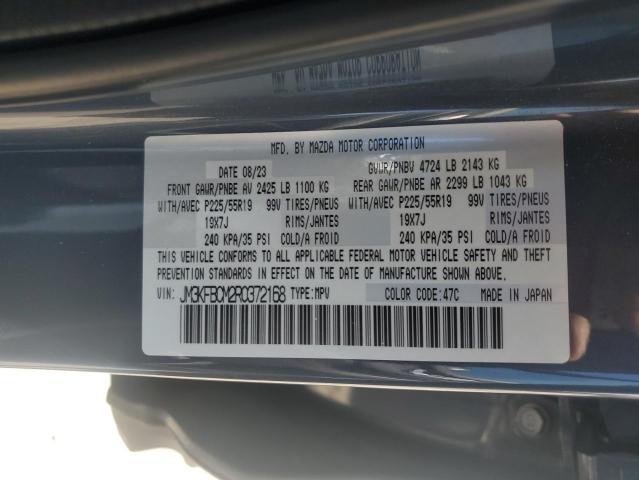 MFD. BY MAZDA MOTOR CORPORATION
DATE 08/23 GVWR/PNBV 4724 LB 2143 KG
FRONT GAWR/PNBE AV 2425 LB 1100 KG REAR GAWR/PNBE AR 2299 LB 1043 KG
WITH/AVEC P225/55R19 99V TIRES/PNEUS WITH/AVEC P225/55R19 99V TIRES/PNEUS
19X7J RIMS/JANTES 19X7J RIMS/JANTES
240 KPA/35 PSI COLD/A FROID 240 KPA/35 PSI COLD/A FROID
THIS VEHICLE CONFORMS TO ALL APPLICABLE FEDERAL MOTOR VEHICLE SAFETY AND THEFT
PREVENTION STANDARDS IN EFFECT ON THE DATE OF MANUFACTURE SHOWN ABOVE.
VIN: JM3KFBCM2R0372168 TYPE:MPV COLOR CODE:47C MADE IN JAPAN